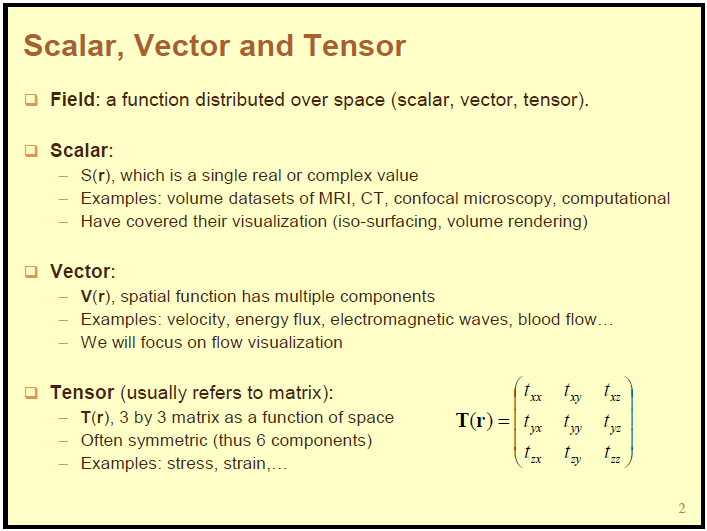 Scalar, Vector and Tensor
❑ Field: a function distributed over space (scalar, vector, tensor).
❑ Scalar:
– S(r), which is a single real or complex value
– Examples: volume datasets of MRI, CT, confocal microscopy, computational
– Have covered their visualization (iso-surfacing, volume rendering)
❑ Vector:
– V(r), spatial function has multiple components
– Examples: velocity, energy flux, electromagnetic waves, blood flow…
– We will focus on flow visualization
❑ Tensor (usually refers to matrix):
– T(r), 3 by 3 matrix as a function of space
– Often symmetric (thus 6 components)
– Examples: stress, strain,…
t_xx t_xy t_xz
T(r) = t_yx t_yy t_yz
t_zx t_zy t_zz
2